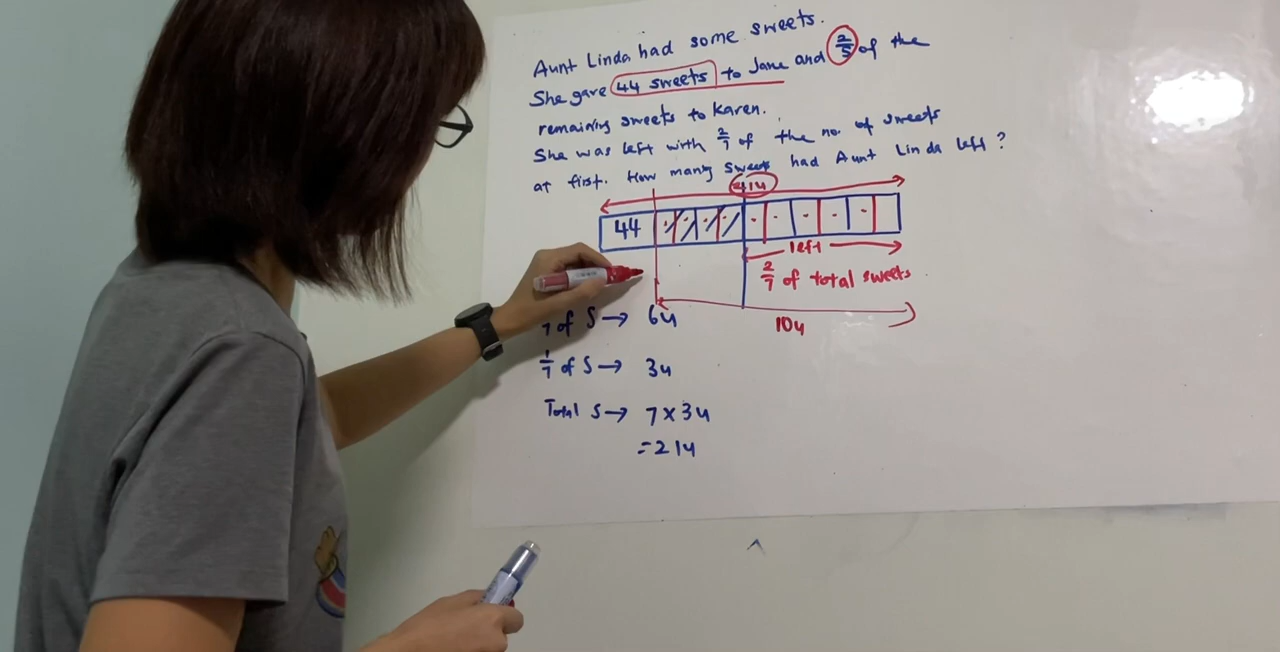 Aunt Linda had some sweets.
She gave 44 sweets to Jane and 2/5 of the
remaining sweets to Karen.
She was left with 2/7 of the no. of sweets
at first. How many sweets had Aunt Linda left?
21u
44
left
2/7 of total sweets
10u
7 of S → 6u
1/7 of S → 3u
Total S → 7 × 3u
= 21u